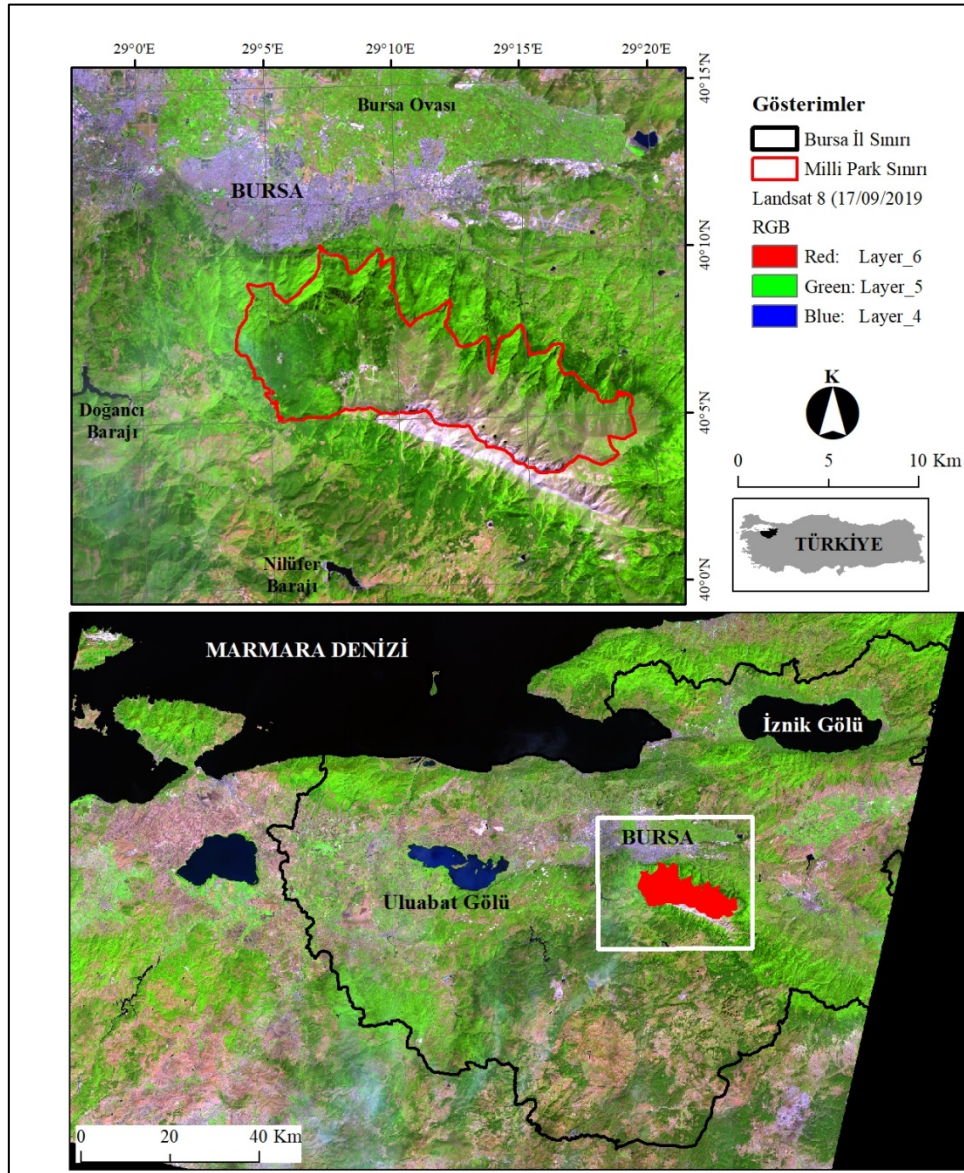 29°0'E 29°5'E 29°10'E 29°15'E 29°20'E
40°15'N
Bursa Ovası
BURSA
40°10'N
Doğancı
Barajı
40°5'N
Nilüfer
Barajı
40°0'N
Gösterimler
Bursa İl Sınırı
Milli Park Sınırı
Landsat 8 (17/09/2019
RGB
Red: Layer_6
Green: Layer_5
Blue: Layer_4
K
0 5 10 Km
TÜRKİYE
MARMARA DENİZİ
İznik Gölü
BURSA
Uluabat Gölü
0 20 40 Km